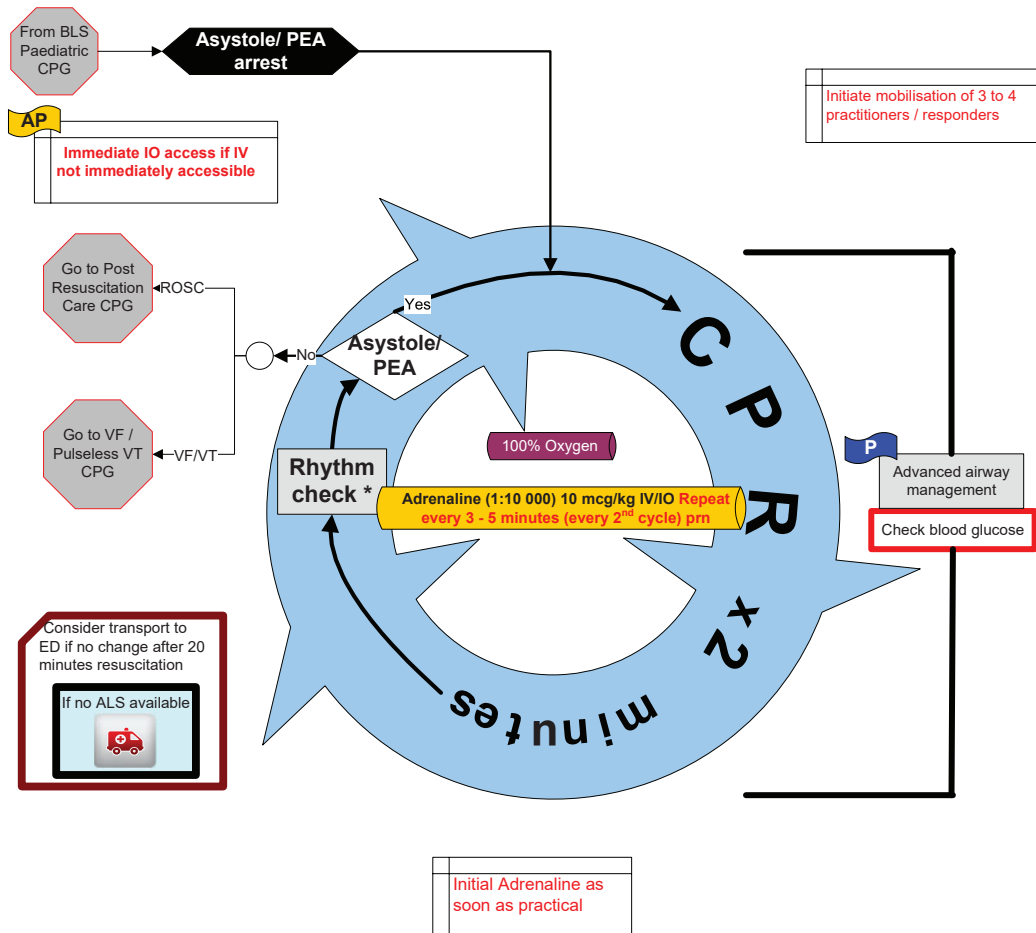 From BLS
Paediatric
CPG
Asystole/ PEA
arrest
Initiate mobilisation of 3 to 4
practitioners / responders
AP
Immediate IO access if IV
not immediately accessible
Go to Post
Resuscitation
Care CPG
ROSC
Yes
No
Asystole/
PEA
Go to VF /
Pulseless VT
CPG
VF/VT
100% Oxygen
Rhythm
check *
Adrenaline (1:10 000) 10 mcg/kg IV/IO Repeat
every 3 - 5 minutes (every 2nd cycle) prn
CPR x2 minutes
P
Advanced airway
management
Check blood glucose
Consider transport to
ED if no change after 20
minutes resuscitation
If no ALS available
Initial Adrenaline as
soon as practical